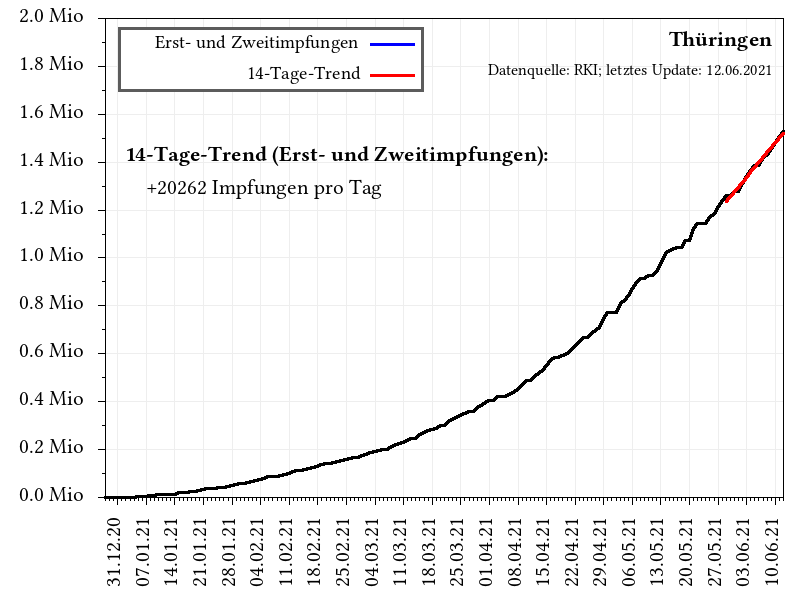 2.0 Mio
1.8 Mio
1.6 Mio
1.4 Mio
1.2 Mio
1.0 Mio
0.8 Mio
0.6 Mio
0.4 Mio
0.2 Mio
0.0 Mio
Erst- und Zweitimpfungen
14-Tage-Trend
Thüringen
Datenquelle: RKI; letztes Update: 12.06.2021
14-Tage-Trend (Erst- und Zweitimpfungen):
+20262 Impfungen pro Tag
31.12.20
07.01.21
14.01.21
21.01.21
28.01.21
04.02.21
11.02.21
18.02.21
25.02.21
04.03.21
11.03.21
18.03.21
25.03.21
01.04.21
08.04.21
15.04.21
22.04.21
29.04.21
06.05.21
13.05.21
20.05.21
27.05.21
03.06.21
10.06.21